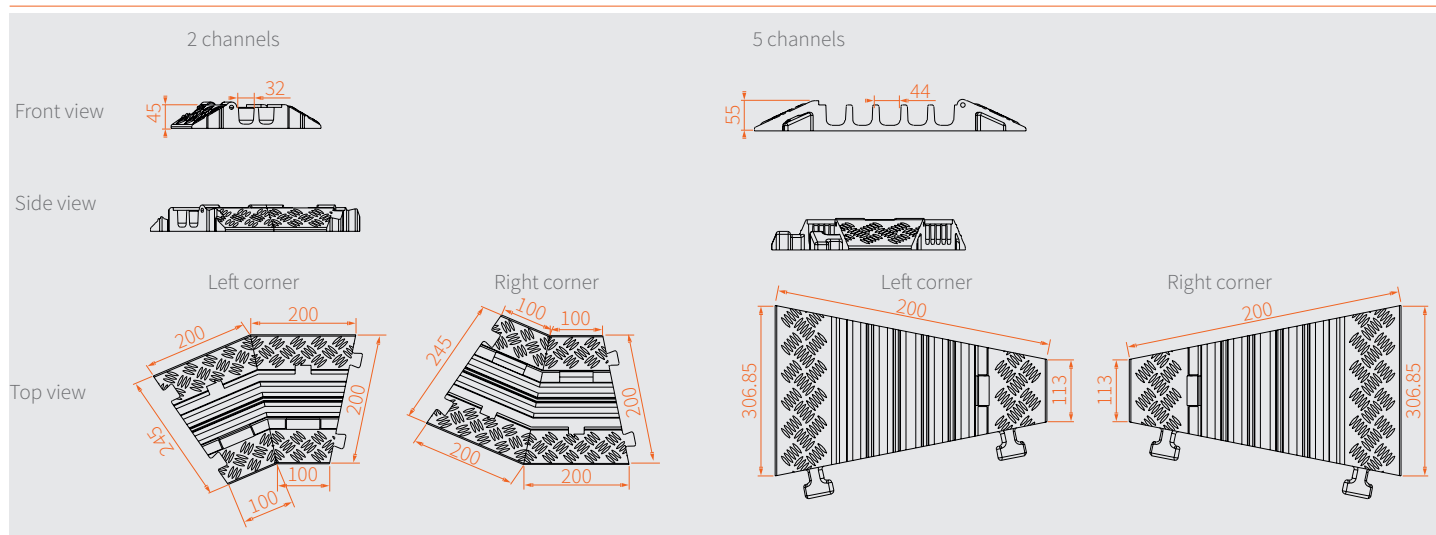 2 channels
5 channels
Front view
45
32
55
44
Side view
Left corner
Right corner
Left corner
Right corner
Top view
200
200
245
200
100
100
100
100
245
200
200
200
200
306.85
113
200
113
306.85